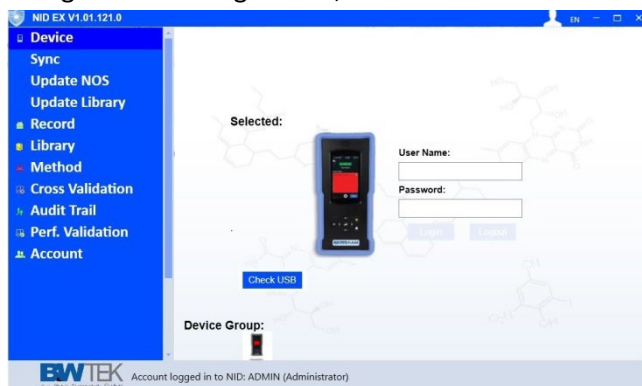 NID EX V1.01.121.0
EN
Device
Sync
Update NOS
Update Library
Record
Library
Method
Cross Validation
Audit Trail
Perf. Validation
Account
Selected:
User Name:
Password:
Login Logout
Check USB
Device Group:
B&WTEK
Account logged in to NID: ADMIN (Administrator)